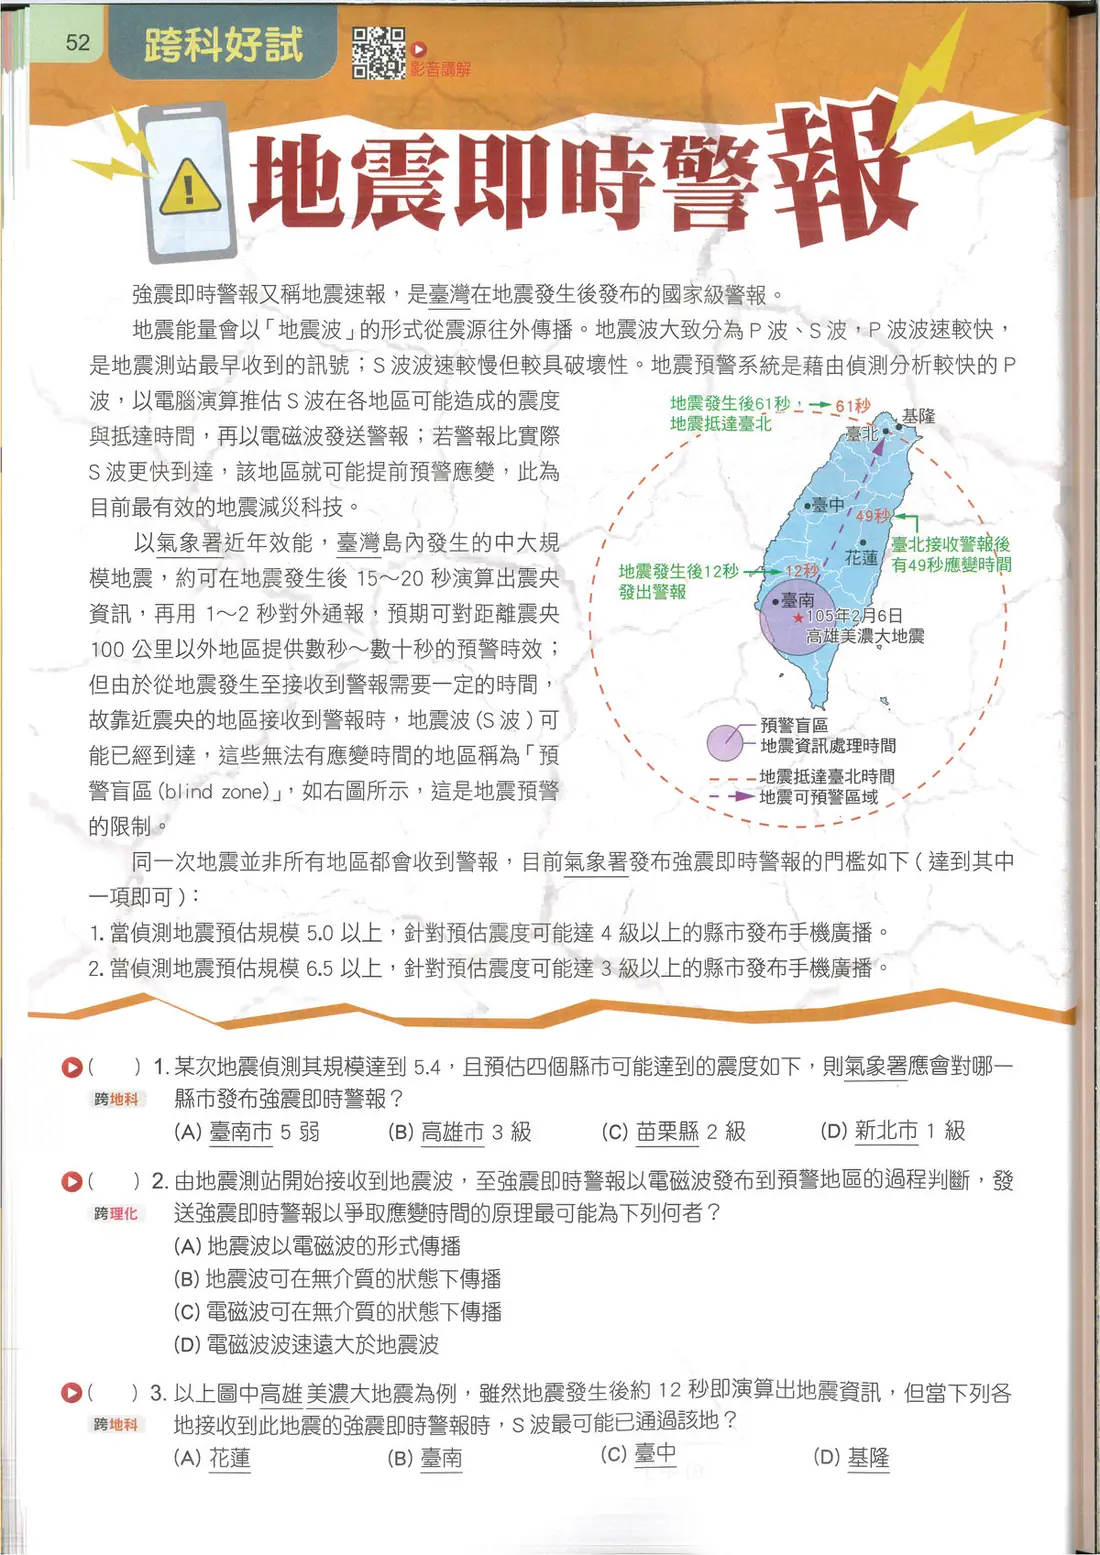 52
跨科好試
影音講解
地震即時警報
強震即時警報又稱地震速報，是臺灣在地震發生後發布的國家級警報。
地震能量會以「地震波」的形式從震源往外傳播。地震波大致分為 P 波、S 波，P 波波速較快，
是地震測站最早收到的訊號；S 波波速較慢但較具破壞性。地震預警系統是藉由偵測分析較快的 P
波，以電腦演算推估 S 波在各地區可能造成的震度
與抵達時間，再以電磁波發送警報；若警報比實際
S 波更快到達，該地區就可能提前預警應變，此為
目前最有效的地震減災科技。
以氣象署近年效能，臺灣島內發生的中大規
模地震，約可在地震發生後 15～20 秒演算出震央
資訊，再用 1～2 秒對外通報，預期可對距離震央
100 公里以外地區提供數秒～數十秒的預警時效；
但由於從地震發生至接收到警報需要一定的時間，
故靠近震央的地區接收到警報時，地震波(S 波)可
能已經到達，這些無法有應變時間的地區稱為「預
警盲區(blind zone)」，如右圖所示，這是地震預警
的限制。
地震發生後61秒，
地震抵達臺北
61秒
基隆
臺北
臺中
49秒
花蓮
臺北接收警報後
有49秒應變時間
地震發生後12秒
發出警報
12秒
臺南
105年2月6日
高雄美濃大地震
預警盲區
地震資訊處理時間
地震抵達臺北時間
地震可預警區域
同一次地震並非所有地區都會收到警報，目前氣象署發布強震即時警報的門檻如下(達到其中
一項即可)：
1. 當偵測地震預估規模 5.0 以上，針對預估震度可能達 4 級以上的縣市發布手機廣播。
2. 當偵測地震預估規模 6.5 以上，針對預估震度可能達 3 級以上的縣市發布手機廣播。
(　　) 1. 某次地震偵測其規模達到 5.4，且預估四個縣市可能達到的震度如下，則氣象署應會對哪一
跨地科
縣市發布強震即時警報？
(A) 臺南市 5 弱 (B) 高雄市 3 級 (C) 苗栗縣 2 級 (D) 新北市 1 級
(　　) 2. 由地震測站開始接收到地震波，至強震即時警報以電磁波發布到預警地區的過程判斷，發
跨理化
送強震即時警報以爭取應變時間的原理最可能為下列何者？
(A) 地震波以電磁波的形式傳播
(B) 地震波可在無介質的狀態下傳播
(C) 電磁波可在無介質的狀態下傳播
(D) 電磁波波速遠大於地震波
(　　) 3. 以上圖中高雄 美濃大地震為例，雖然地震發生後約 12 秒即演算出地震資訊，但當下列各
跨地科
地接收到此地震的強震即時警報時，S 波最可能已通過該地？
(A) 花蓮 (B) 臺南 (C) 臺中 (D) 基隆